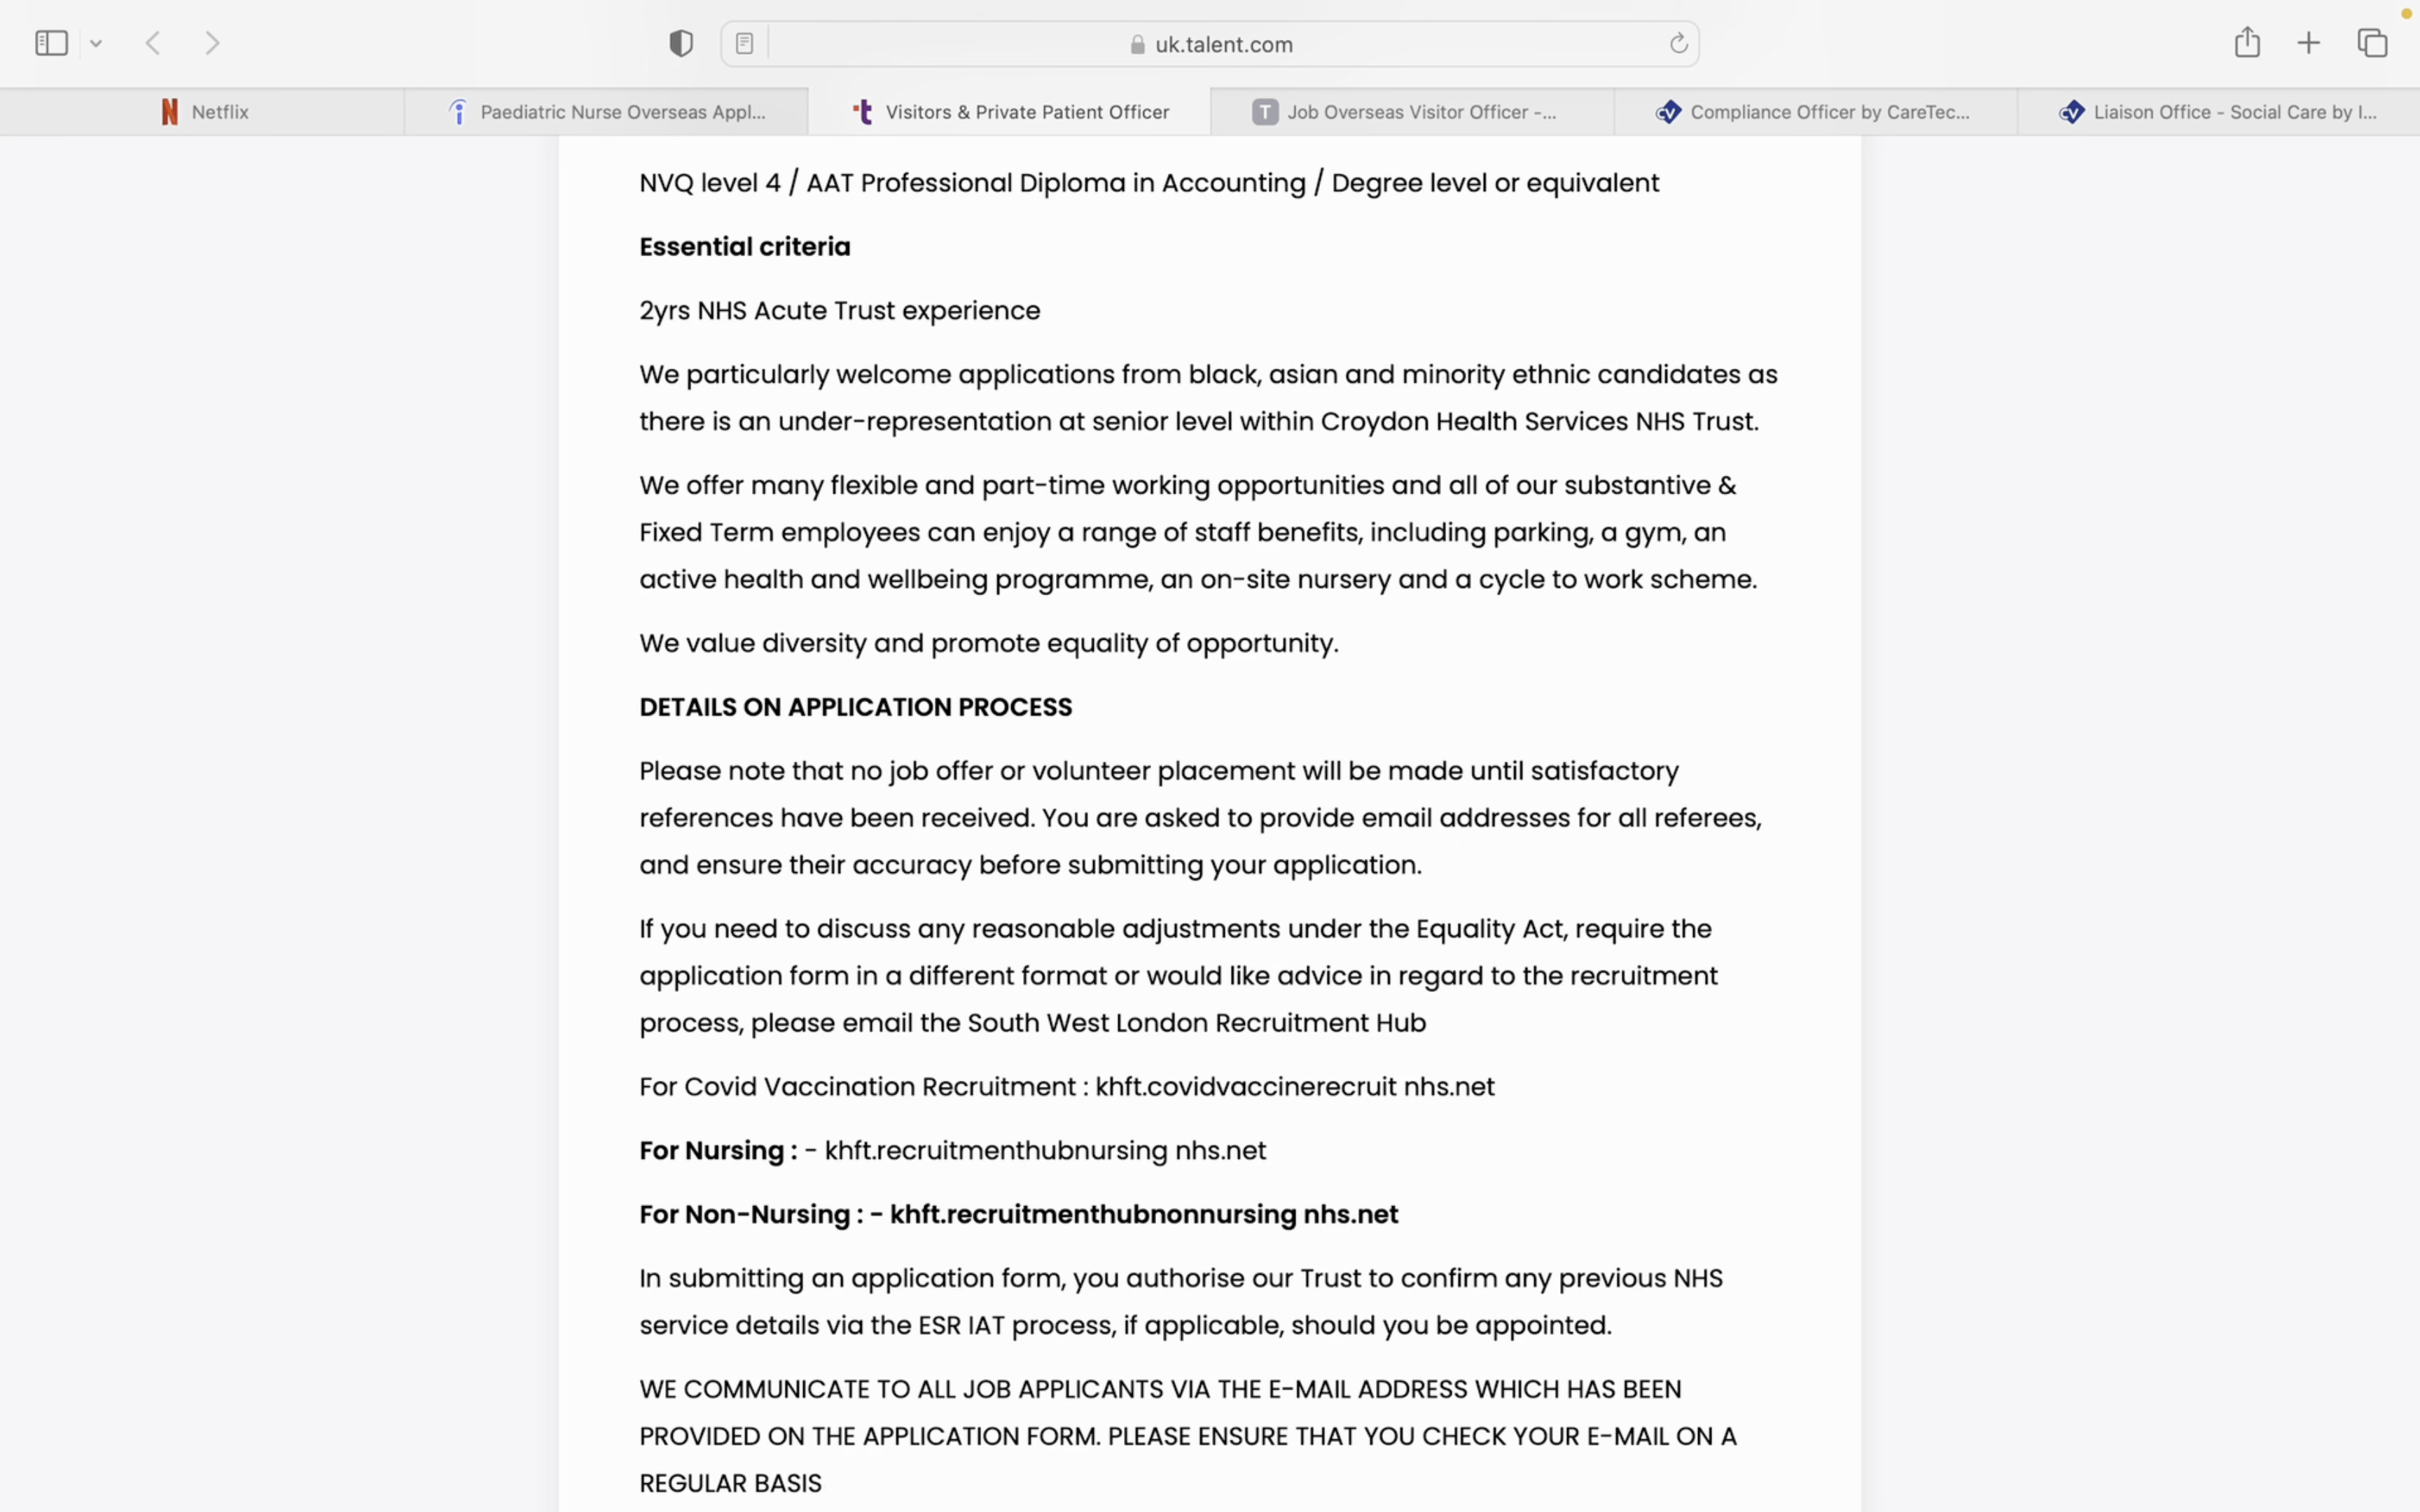 uk.talent.com
Netflix
Paediatric Nurse Overseas Appl...
Visitors & Private Patient Officer
T Job Overseas Visitor Officer -...
Compliance Officer by CareTec...
Liaison Office - Social Care by I...
NVQ level 4 / AAT Professional Diploma in Accounting / Degree level or equivalent
Essential criteria
2yrs NHS Acute Trust experience
We particularly welcome applications from black, asian and minority ethnic candidates as
there is an under-representation at senior level within Croydon Health Services NHS Trust.
We offer many flexible and part-time working opportunities and all of our substantive &
Fixed Term employees can enjoy a range of staff benefits, including parking, a gym, an
active health and wellbeing programme, an on-site nursery and a cycle to work scheme.
We value diversity and promote equality of opportunity.
DETAILS ON APPLICATION PROCESS
Please note that no job offer or volunteer placement will be made until satisfactory
references have been received. You are asked to provide email addresses for all referees,
and ensure their accuracy before submitting your application.
If you need to discuss any reasonable adjustments under the Equality Act, require the
application form in a different format or would like advice in regard to the recruitment
process, please email the South West London Recruitment Hub
For Covid Vaccination Recruitment : khft.covidvaccinerecruit nhs.net
For Nursing : - khft.recruitmenthubnursing nhs.net
For Non-Nursing : - khft.recruitmenthubnonnursing nhs.net
In submitting an application form, you authorise our Trust to confirm any previous NHS
service details via the ESR IAT process, if applicable, should you be appointed.
WE COMMUNICATE TO ALL JOB APPLICANTS VIA THE E-MAIL ADDRESS WHICH HAS BEEN
PROVIDED ON THE APPLICATION FORM. PLEASE ENSURE THAT YOU CHECK YOUR E-MAIL ON A
REGULAR BASIS